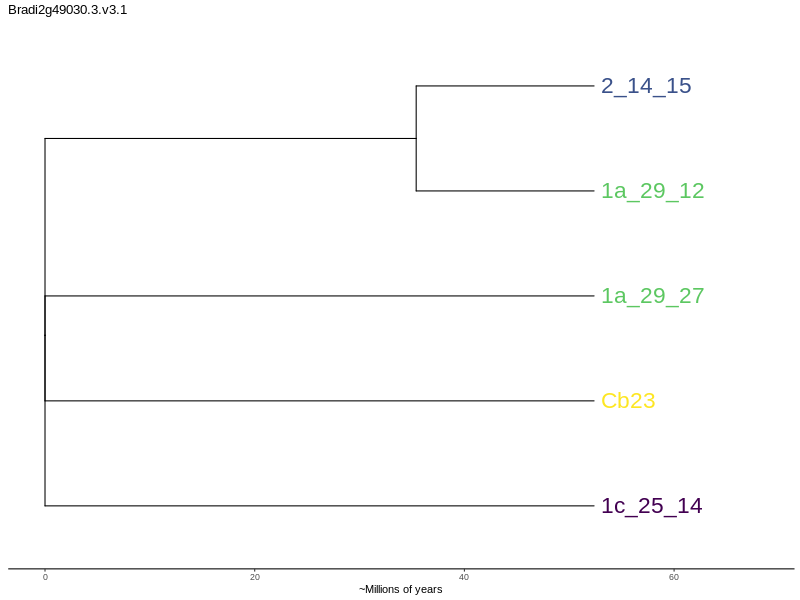 Bradi2g49030.3.v3.1
2_14_15
1a_29_12
1a_29_27
Cb23
1c_25_14
0 20 40 60
~Millions of years